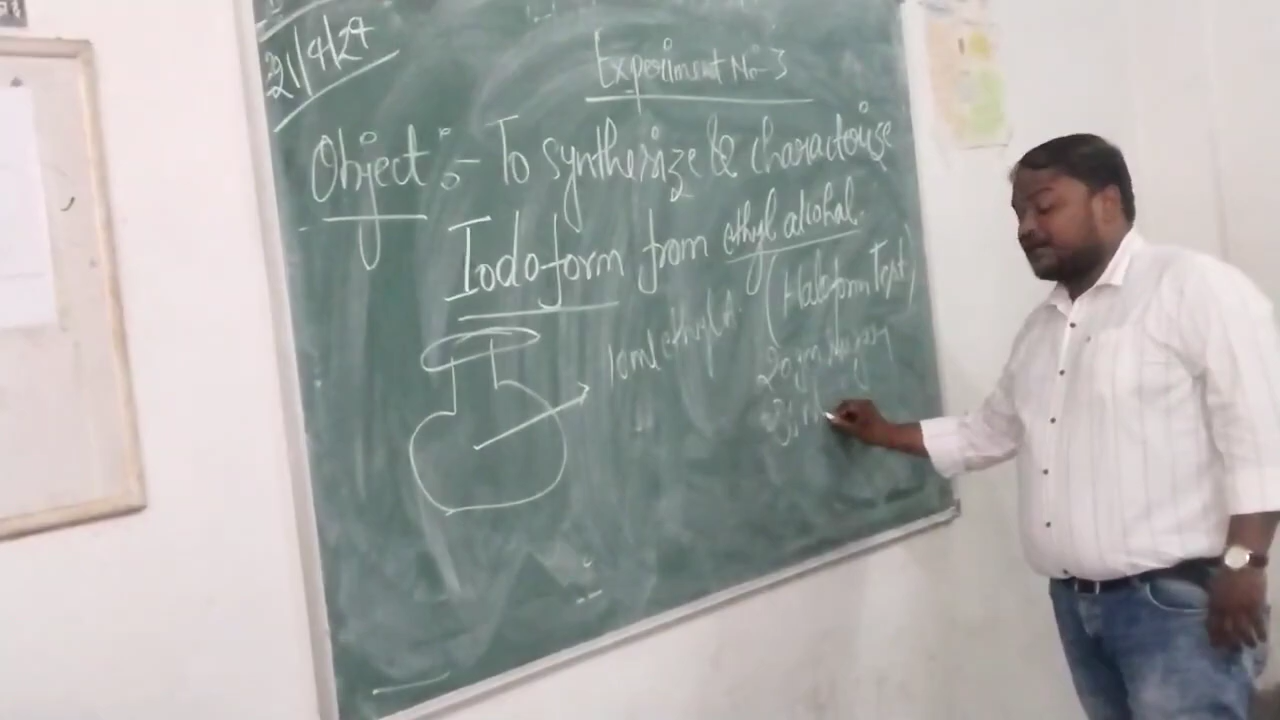 21/4/24
Experiment No-3
Object :- To synthesize & characterise
Iodoform from ethyl alcohol.
(Haloform Test)
10ml ethyl A.
20gm